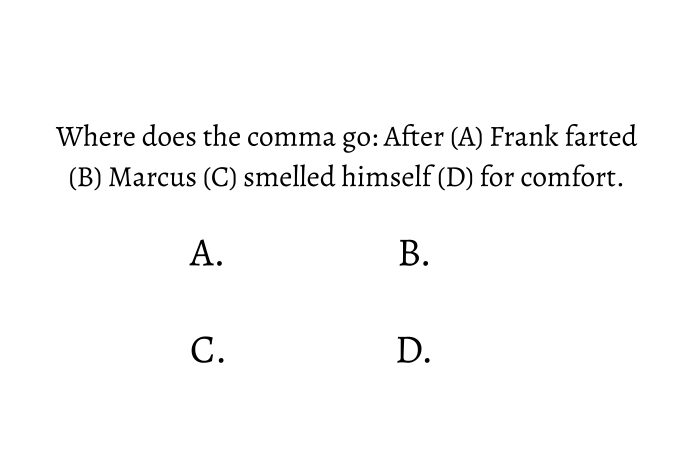 Where does the comma go: After (A) Frank farted
(B) Marcus (C) smelled himself (D) for comfort.
A. B.
C. D.